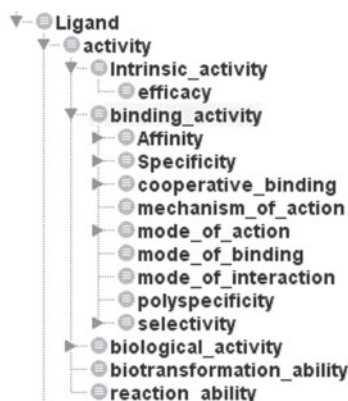 Ligand
activity
Intrinsic_activity
efficacy
binding_activity
Affinity
Specificity
cooperative_binding
mechanism_of_action
mode_of_action
mode_of_binding
mode_of_interaction
polyspecificity
selectivity
biological_activity
biotransformation_ability
reaction_ability